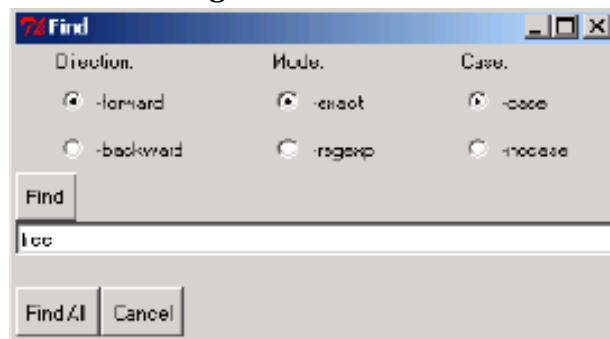 Find
Direction. Mode. Case.
-forward -exact -case
-backward -regexp -nocase
Find
Find All Cancel